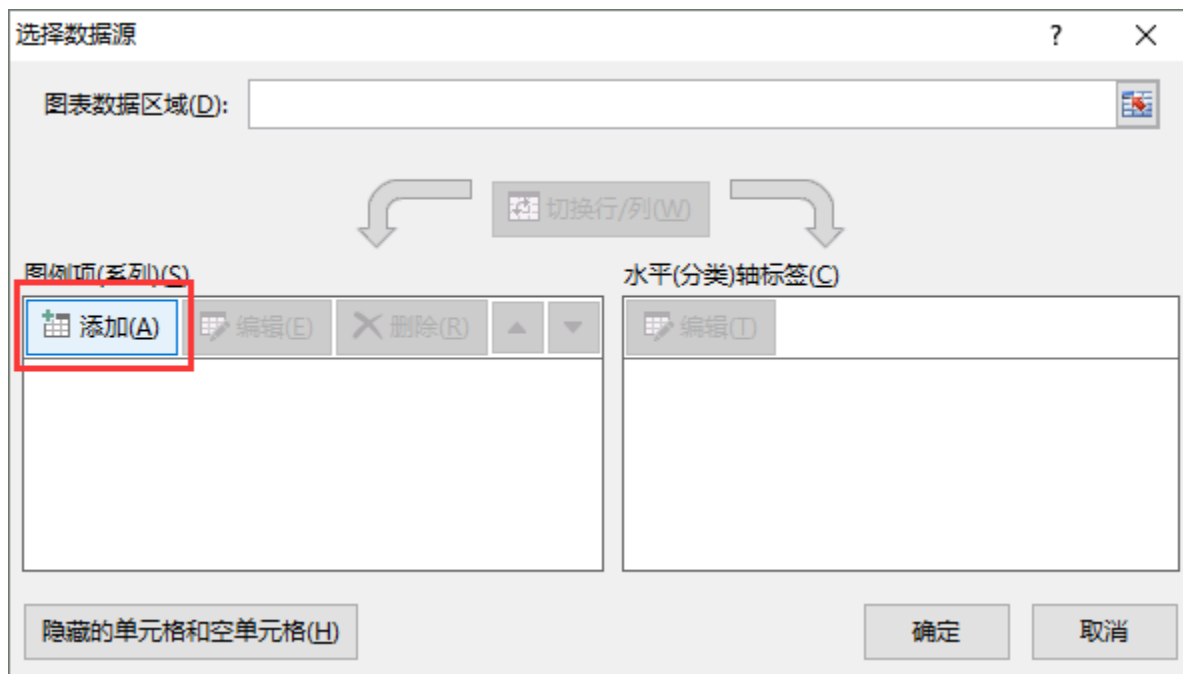 选择数据源
?
图表数据区域(D):
切换行/列(W)
图例项(系列)(S)
水平(分类)轴标签(C)
添加(A) 编辑(E) 删除(R)
编辑(T)
隐藏的单元格和空单元格(H)
确定
取消